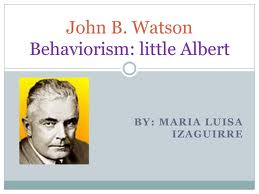 John B. Watson
Behaviorism: little Albert
BY: MARIA LUISA
IZAGUIRRE